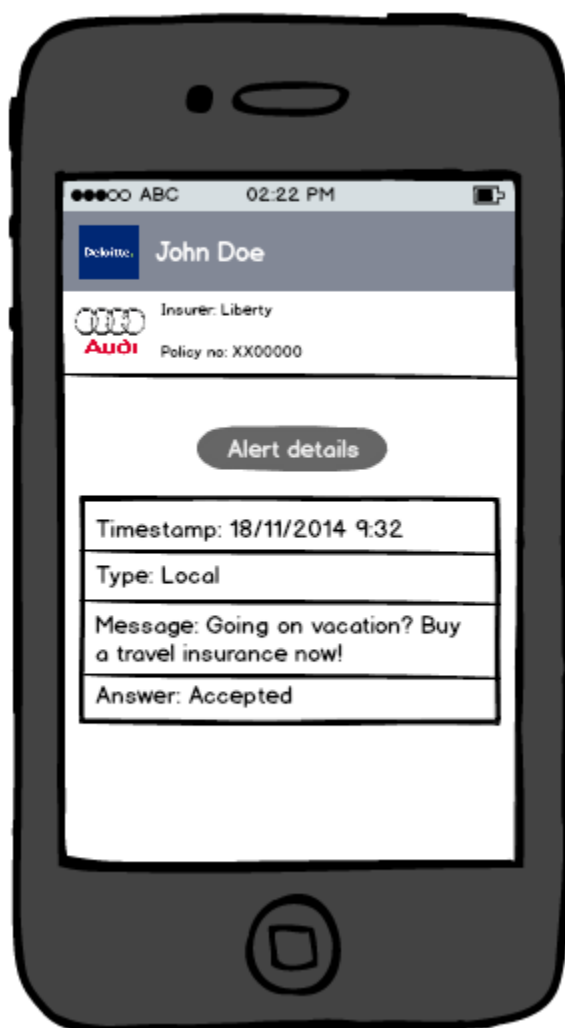 ABC 02:22 PM
Deloitte.
John Doe
Insurer: Liberty
Audi
Policy no: XX00000
Alert details
Timestamp: 18/11/2014 9:32
Type: Local
Message: Going on vacation? Buy
a travel insurance now!
Answer: Accepted